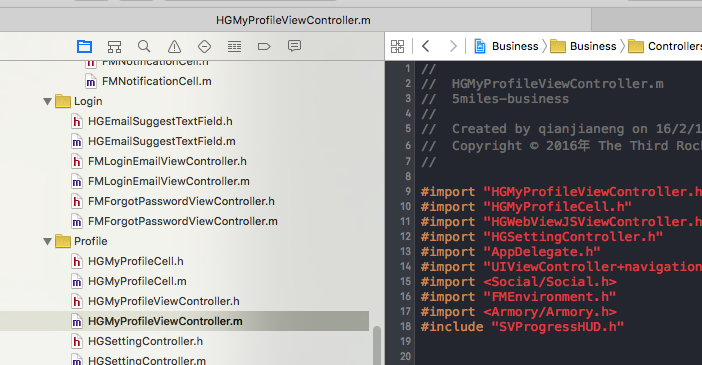 HGMyProfileViewController.m
Business
Business
Controllers
FMNotificationCell.h
FMNotificationCell.m
Login
HGEmailSuggestTextField.h
HGEmailSuggestTextField.m
FMLoginEmailViewController.h
FMLoginEmailViewController.m
FMForgotPasswordViewController.h
FMForgotPasswordViewController.m
Profile
HGMyProfileCell.h
HGMyProfileCell.m
HGMyProfileViewController.h
HGMyProfileViewController.m
HGSettingController.h
HGSettingController.m
1 //
2 //  HGMyProfileViewController.m
3 //  5miles-business
4 //
5 //  Created by qianjianeng on 16/2/1
6 //  Copyright © 2016年 The Third Roc
7 //
8
9 #import "HGMyProfileViewController.h
10 #import "HGMyProfileCell.h"
11 #import "HGWebViewJSViewController.h
12 #import "HGSettingController.h"
13 #import "AppDelegate.h"
14 #import "UIViewController+navigation
15 #import <Social/Social.h>
16 #import "FMEnvironment.h"
17 #import <Armory/Armory.h>
18 #include "SVProgressHUD.h"
19
20